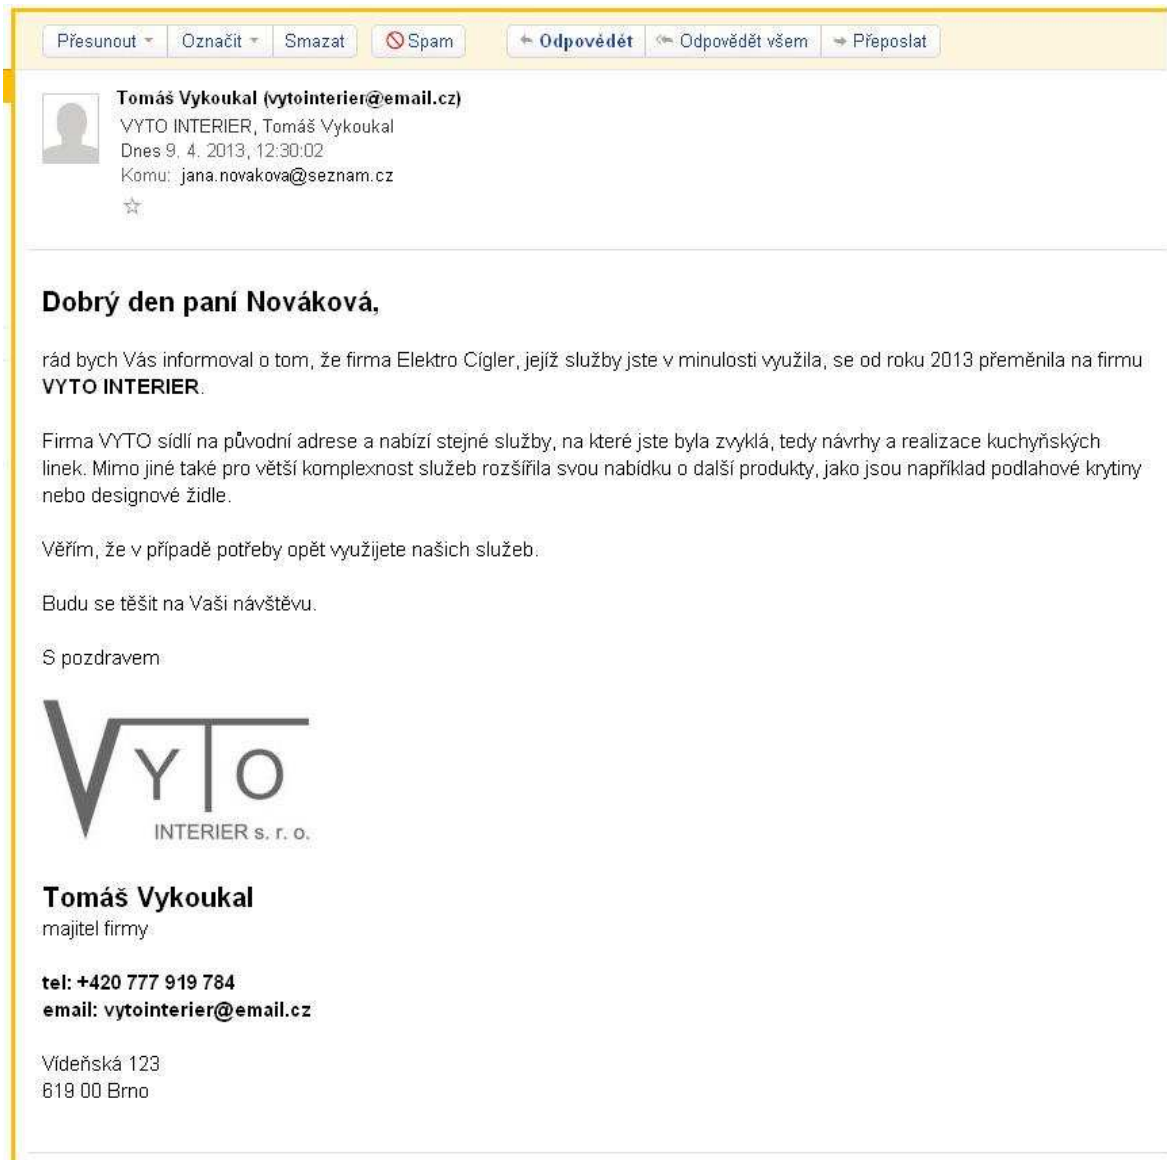 Přesunout Označit Smazat Spam Odpovědět Odpovědět všem Přeposlat
Tomáš Vykoukal (vytointerier@email.cz)
VYTO INTERIER, Tomáš Vykoukal
Dnes 9. 4. 2013, 12:30:02
Komu: jana.novakova@seznam.cz
Dobrý den paní Nováková,
rád bych Vás informoval o tom, že firma Elektro Cígler, jejíž služby jste v minulosti využila, se od roku 2013 přeměnila na firmu
VYTO INTERIER.
Firma VYTO sídlí na původní adrese a nabízí stejné služby, na které jste byla zvyklá, tedy návrhy a realizace kuchyňských
linek. Mimo jiné také pro větší komplexnost služeb rozšířila svou nabídku o další produkty, jako jsou například podlahové krytiny
nebo designové židle.
Věřím, že v případě potřeby opět využijete našich služeb.
Budu se těšit na Vaši návštěvu.
S pozdravem
VYTO
INTERIER s. r. o.
Tomáš Vykoukal
majitel firmy
tel: +420 777 919 784
email: vytointerier@email.cz
Vídeňská 123
619 00 Brno